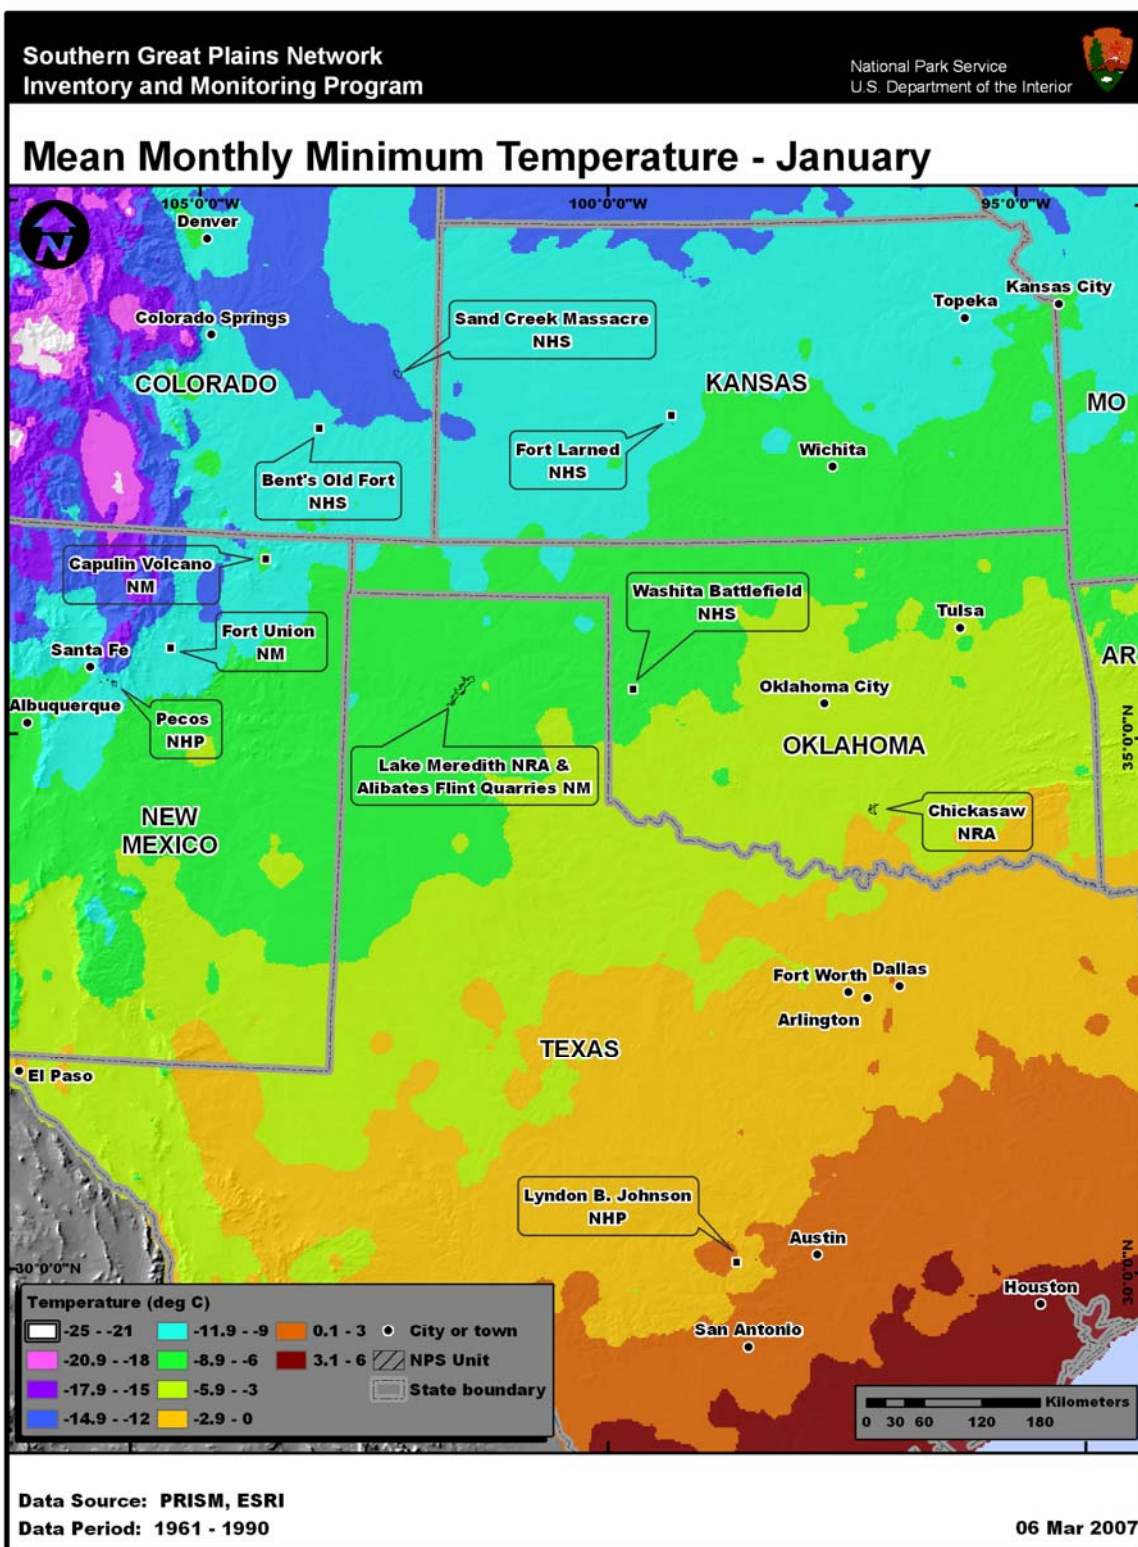 Southern Great Plains Network
Inventory and Monitoring Program
National Park Service
U.S. Department of the Interior
Mean Monthly Minimum Temperature - January
105°0'0"W
100°0'0"W
95°0'0"W
N
Denver
Kansas City
Topeka
Colorado Springs
Sand Creek Massacre
NHS
COLORADO
KANSAS
MO
Fort Larned
NHS
Wichita
Bent's Old Fort
NHS
Capulin Volcano
NM
Washita Battlefield
NHS
Tulsa
Fort Union
NM
Santa Fe
AR
Oklahoma City
Albuquerque
Pecos
NHP
35°0'0"N
OKLAHOMA
Lake Meredith NRA &
Alibates Flint Quarries NM
Chickasaw
NRA
NEW
MEXICO
Fort Worth
Dallas
Arlington
TEXAS
El Paso
Lyndon B. Johnson
NHP
Austin
30°0'0"N
30°0'0"N
Houston
San Antonio
Temperature (deg C)
-25 - -21
-11.9 - -9
0.1 - 3
City or town
-20.9 - -18
-8.9 - -6
3.1 - 6
NPS Unit
-17.9 - -15
-5.9 - -3
State boundary
-14.9 - -12
-2.9 - 0
Kilometers
0 30 60 120 180
Data Source: PRISM, ESRI
Data Period: 1961 - 1990
06 Mar 2007